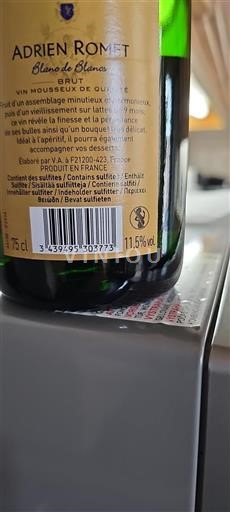 ADRIEN ROMET
Blanc de Blancs
BRUT
VIN MOUSSEUX DE QUALITÉ
Fruit d'un assemblage minutieux et harmonieux,
puis d'un vieillissement sur lattes de 9 mois,
ce vin révèle la finesse et la persistance
de ses bulles ainsi qu'un bouquet très délicat.
Idéal à l'apéritif, il pourra également
accompagner vos desserts.
Élaboré par V.A. à F21200-423, France
PRODUIT EN FRANCE
Contient des sulfites / Contains sulfites / Enthält
Sulfite / Sisältää sulfiitteja / Contiene sulfiti /
Innehåller sulfiter / Indeholder sulfitter / Περιέχει
θειώδη / Bevat sulfieten
75 cl
3 439495 303773
11,5% vol
VINTOU